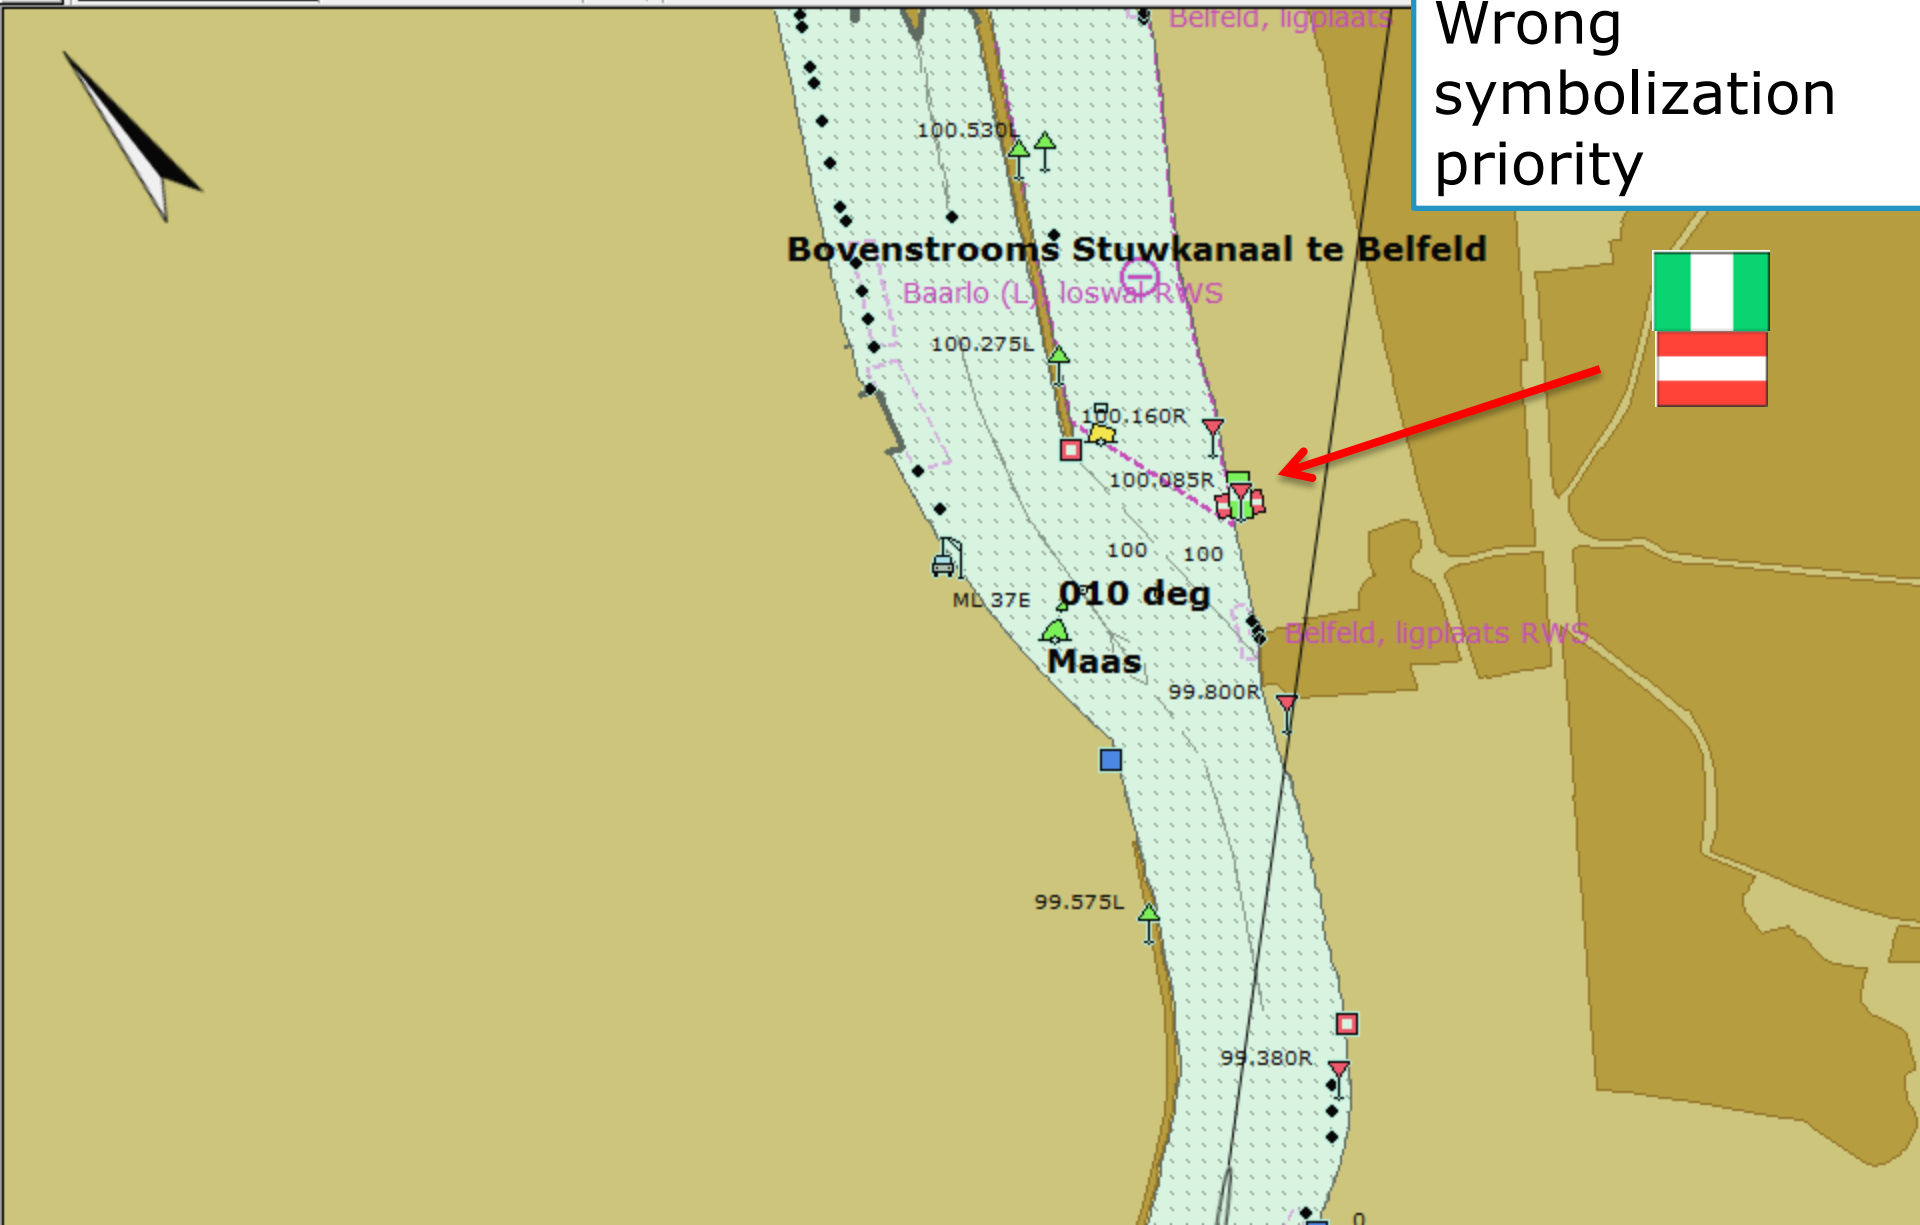 Belfeld, ligplaats
Wrong
symbolization
priority
100.530L
Bovenstrooms Stuwkanaal te Belfeld
Baarlo (L), loswal RWS
100.275L
100.160R
100.085R
100
100
010 deg
ML 37E
Belfeld, ligplaats RWS
Maas
99.800R
99.575L
99.380R
0